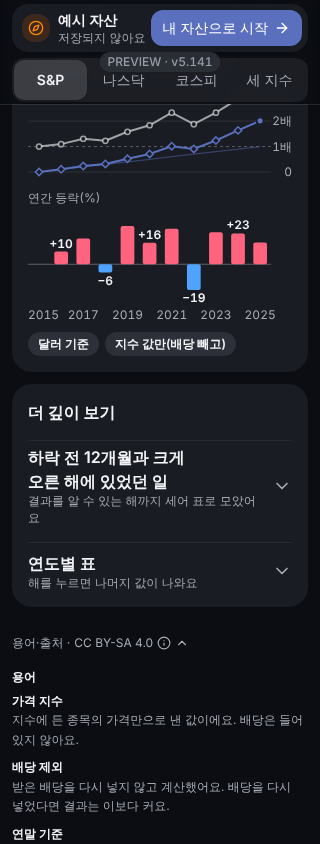 예시 자산
저장되지 않아요
내 자산으로 시작
PREVIEW · v5.141
S&P
나스닥
코스피
세 지수
2배
1배
0
연간 등락(%)
+10
−6
+16
−19
+23
2015 2017 2019 2021 2023 2025
달러 기준
지수 값만(배당 빼고)
더 깊이 보기
하락 전 12개월과 크게
오른 해에 있었던 일
결과를 알 수 있는 해까지 세어 표로 모았어
요
연도별 표
해를 누르면 나머지 값이 나와요
용어·출처 · CC BY-SA 4.0
용어
가격 지수
지수에 든 종목의 가격만으로 낸 값이에요. 배당은 들어
있지 않아요.
배당 제외
받은 배당을 다시 넣지 않고 계산했어요. 배당을 다시
넣었다면 결과는 이보다 커요.
연말 기준